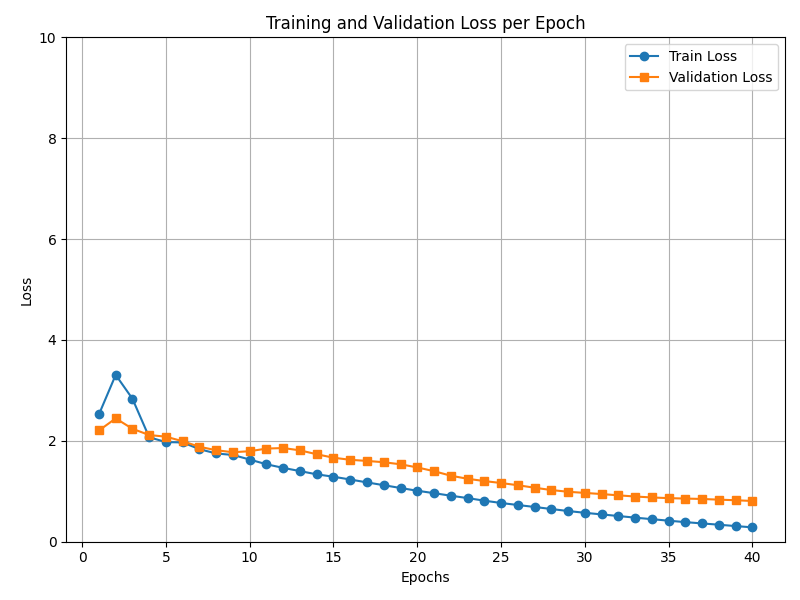 Training and Validation Loss per Epoch
10
8
6
4
2
0
Loss
Train Loss
Validation Loss
0 5 10 15 20 25 30 35 40
Epochs